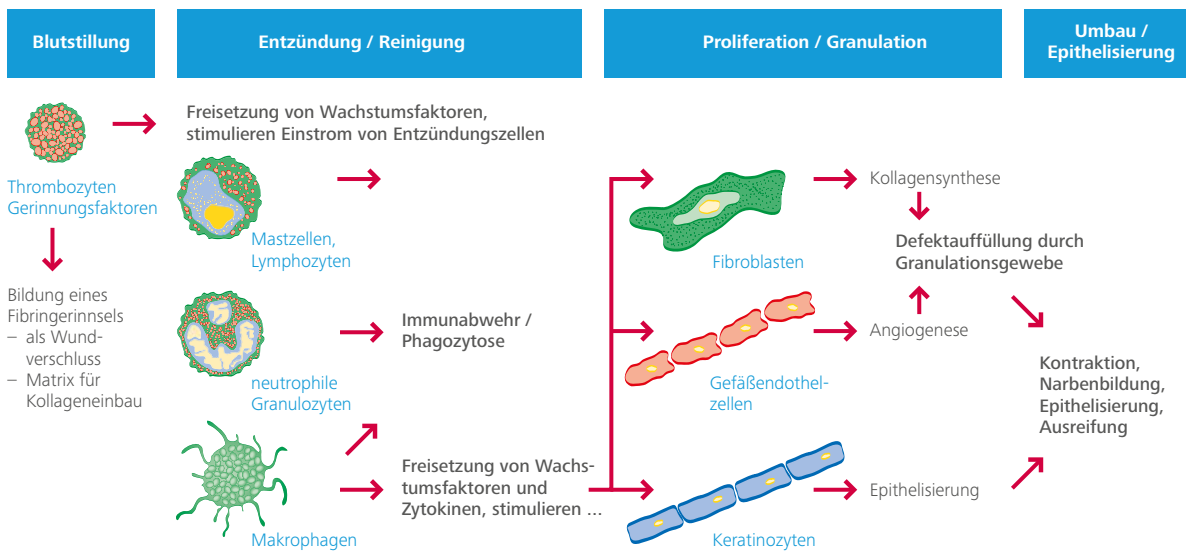 Blutstillung
Entzündung / Reinigung
Proliferation / Granulation
Umbau /
Epithelisierung
Thrombozyten
Gerinnungsfaktoren
Bildung eines
Fibringerinnsels
– als Wund-
verschluss
– Matrix für
Kollageneinbau
Freisetzung von Wachstumsfaktoren,
stimulieren Einstrom von Entzündungszellen
Mastzellen,
Lymphozyten
neutrophile
Granulozyten
Immunabwehr /
Phagozytose
Makrophagen
Freisetzung von Wachs-
tumsfaktoren und
Zytokinen, stimulieren ...
Fibroblasten
Kollagensynthese
Defektauffüllung durch
Granulationsgewebe
Gefäßendothel-
zellen
Angiogenese
Keratinozyten
Epithelisierung
Kontraktion,
Narbenbildung,
Epithelisierung,
Ausreifung